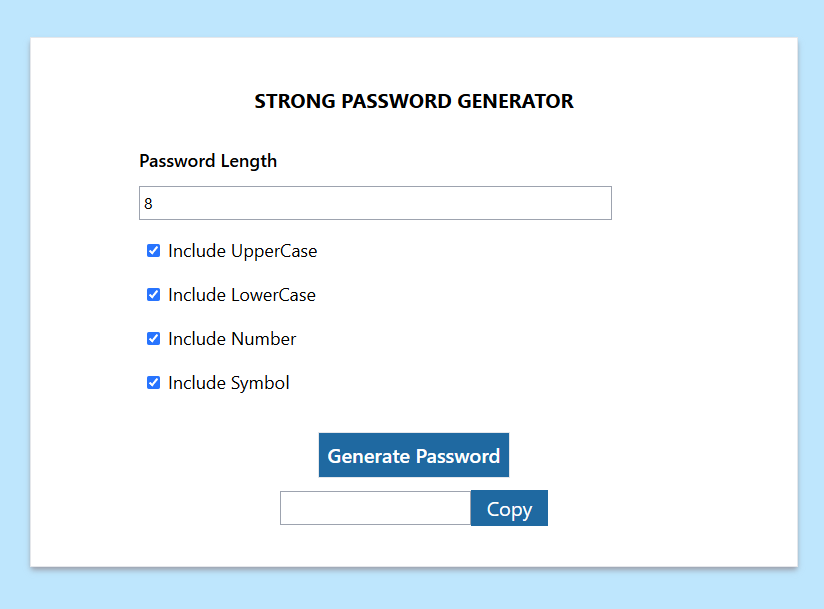 STRONG PASSWORD GENERATOR
Password Length
8
Include UpperCase
Include LowerCase
Include Number
Include Symbol
Generate Password
Copy